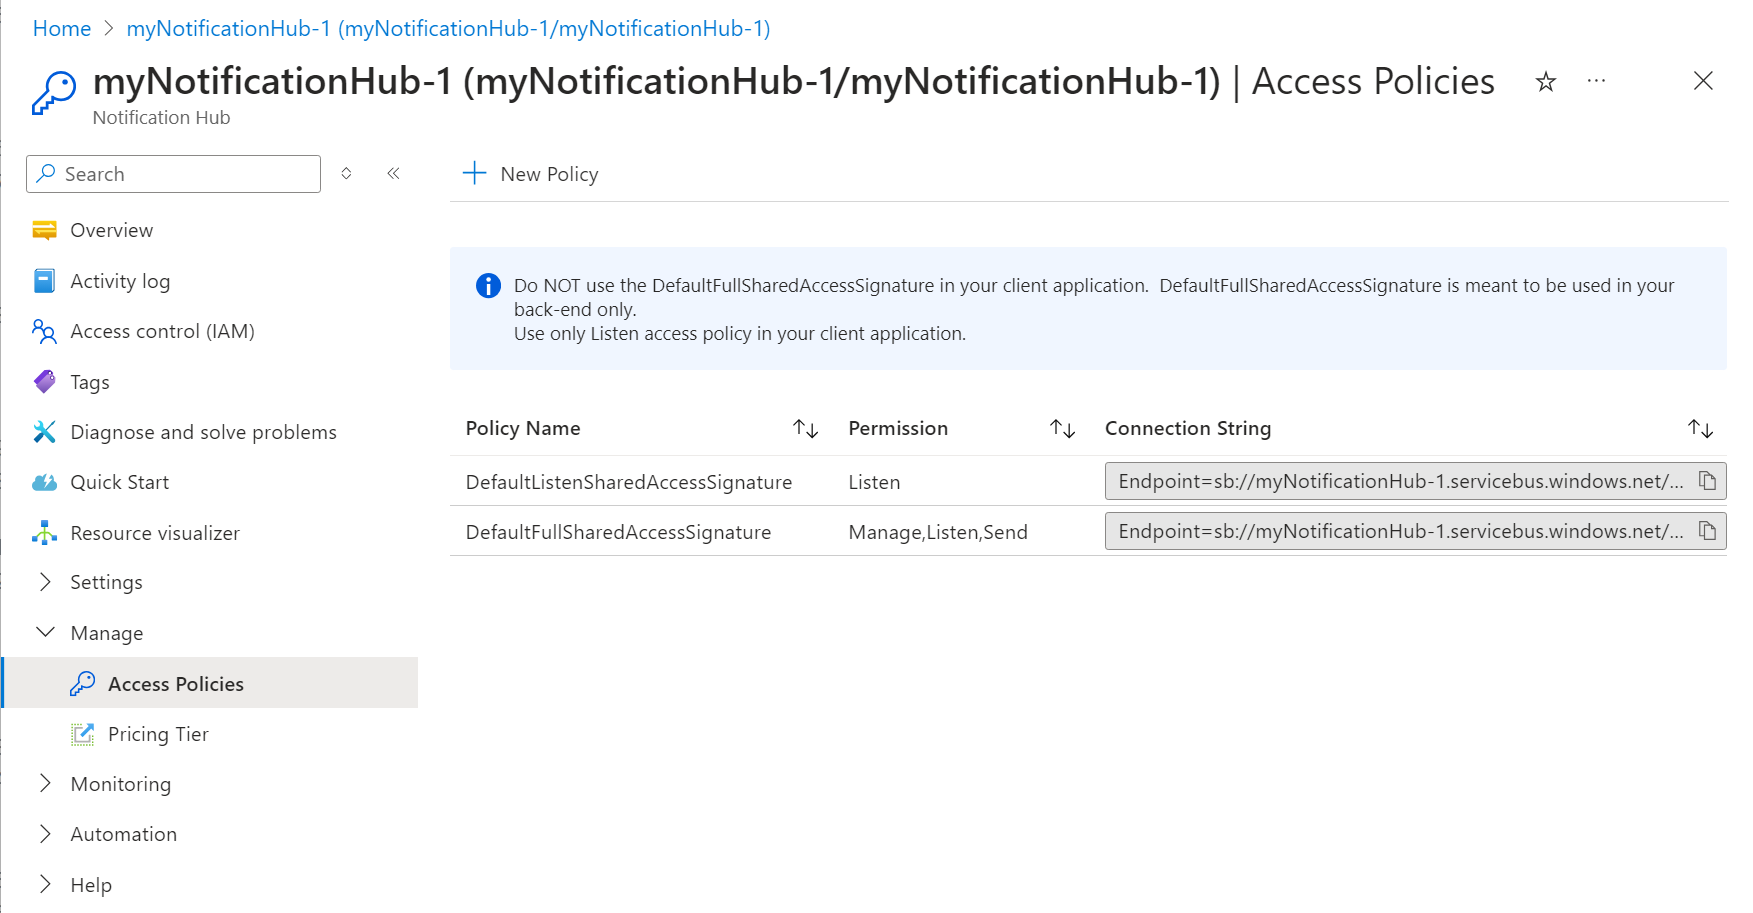 Home > myNotificationHub-1 (myNotificationHub-1/myNotificationHub-1)
myNotificationHub-1 (myNotificationHub-1/myNotificationHub-1) | Access Policies
Notification Hub
Search
New Policy
Overview
Activity log
Access control (IAM)
Tags
Diagnose and solve problems
Quick Start
Resource visualizer
Settings
Manage
Access Policies
Pricing Tier
Monitoring
Automation
Help
Do NOT use the DefaultFullSharedAccessSignature in your client application. DefaultFullSharedAccessSignature is meant to be used in your
back-end only.
Use only Listen access policy in your client application.
Policy Name Permission Connection String
DefaultListenSharedAccessSignature Listen Endpoint=sb://myNotificationHub-1.servicebus.windows.net/...
DefaultFullSharedAccessSignature Manage,Listen,Send Endpoint=sb://myNotificationHub-1.servicebus.windows.net/...